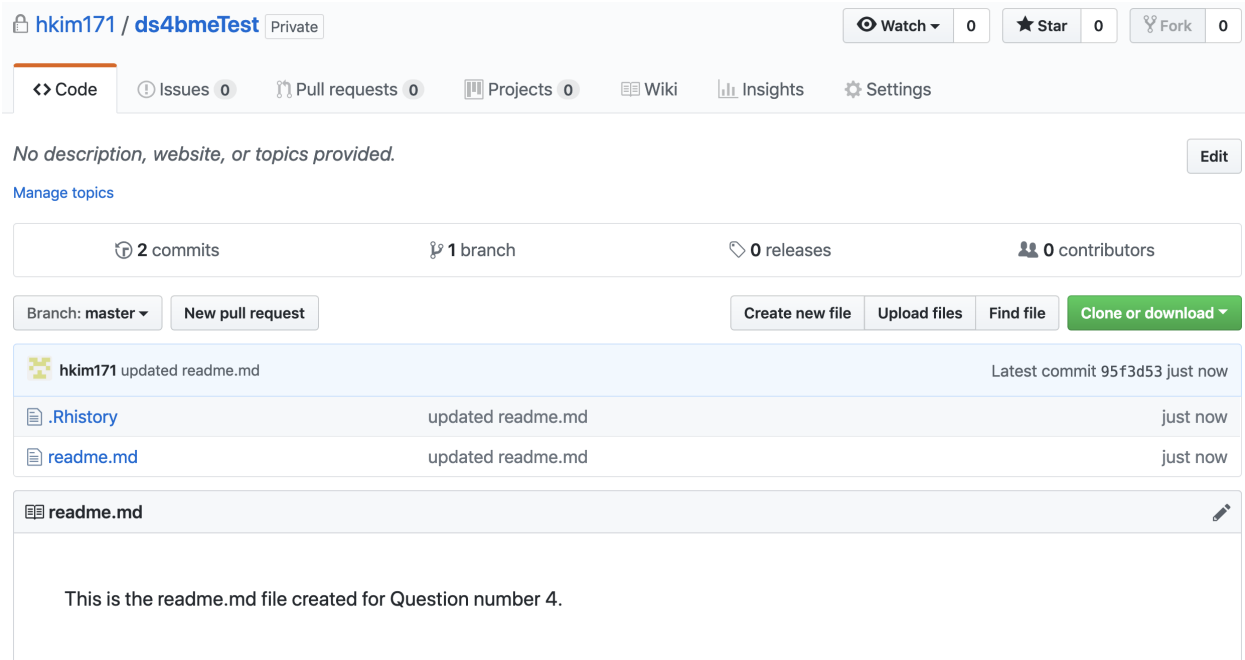 hkim171 / ds4bmeTest Private Watch 0 Star 0 Fork 0
Code Issues 0 Pull requests 0 Projects 0 Wiki Insights Settings
No description, website, or topics provided. Edit
Manage topics
2 commits 1 branch 0 releases 0 contributors
Branch: master New pull request Create new file Upload files Find file Clone or download
hkim171 updated readme.md Latest commit 95f3d53 just now
.Rhistory updated readme.md just now
readme.md updated readme.md just now
readme.md
This is the readme.md file created for Question number 4.